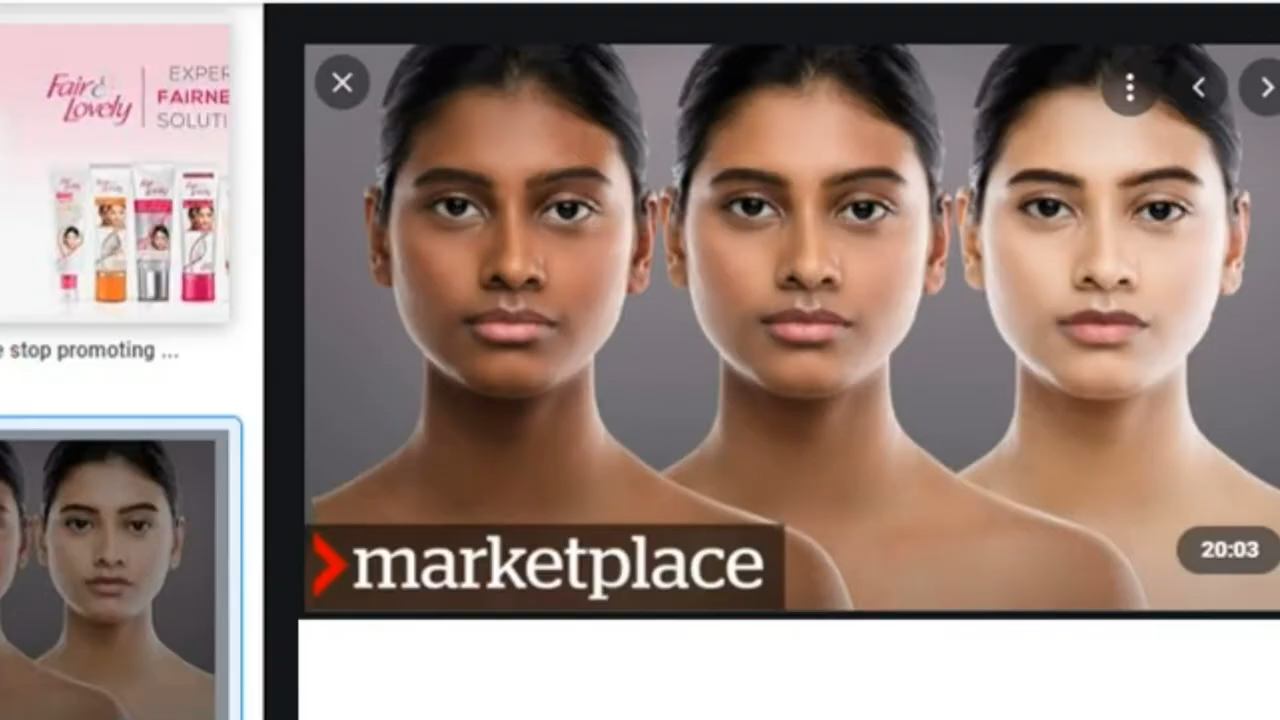 Fair &
Lovely
EXPER
FAIRNE
SOLUTI
e stop promoting ...
marketplace
20:03